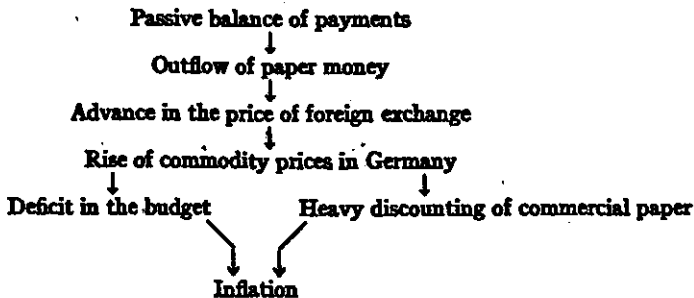 Passive balance of payments
Outflow of paper money
Advance in the price of foreign exchange
Rise of commodity prices in Germany
Deficit in the budget Heavy discounting of commercial paper
Inflation